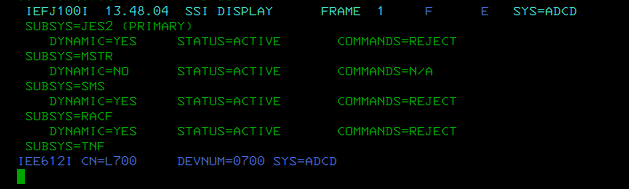 IEFJ100I 13.48.04 SSI DISPLAY FRAME 1 F E SYS=ADCD
SUBSYS=JES2 (PRIMARY)
DYNAMIC=YES STATUS=ACTIVE COMMANDS=REJECT
SUBSYS=MSTR
DYNAMIC=NO STATUS=ACTIVE COMMANDS=N/A
SUBSYS=SMS
DYNAMIC=YES STATUS=ACTIVE COMMANDS=REJECT
SUBSYS=RACF
DYNAMIC=YES STATUS=ACTIVE COMMANDS=REJECT
SUBSYS=TNF
IEE612I CN=L700 DEVNUM=0700 SYS=ADCD